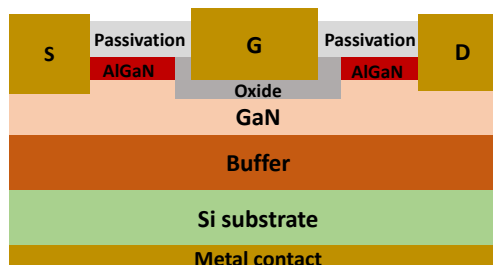 S
Passivation
G
Passivation
D
AlGaN
AlGaN
Oxide
GaN
Buffer
Si substrate
Metal contact